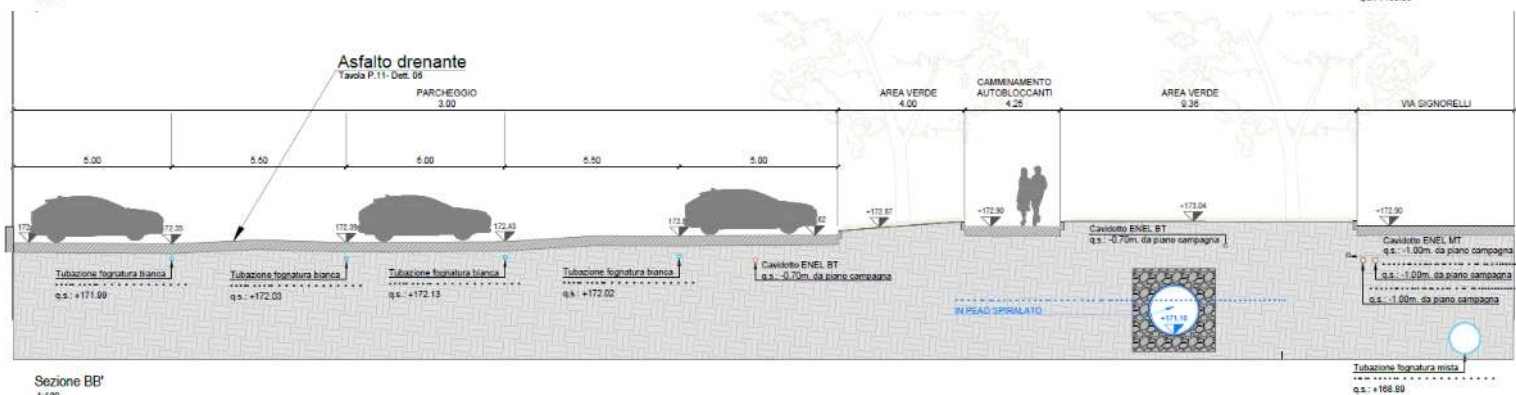 Asfalto drenante
Tavola P.11- Dett. 06
PARCHEGGIO
3.00
AREA VERDE
4.00
CAMMINAMENTO
AUTOBLOCCANTI
4.25
AREA VERDE
9.36
VIA SIGNORELLI
5.00
5.50
6.00
6.50
5.00
172.35
172.39
172.43
+172.87
+172.90
+173.04
+172.90
Tubazione fognatura bianca
q.s.: +171.99
Tubazione fognatura bianca
q.s.: +172.03
Tubazione fognatura bianca
q.s.: +172.13
Tubazione fognatura bianca
q.s.: +172.02
Cavidotto ENEL BT
q.s.: -0.70m. da piano campagna
Cavidotto ENEL BT
q.s.: -0.70m. da piano campagna
Cavidotto ENEL MT
q.s.: -1.00m. da piano campagna
q.s.: -1.00m. da piano campagna
q.s.: -1.00m. da piano campagna
IN PEAD SPIRALATO
+171.10
Tubazione fognatura mista
q.s.: +168.89
Sezione BB'